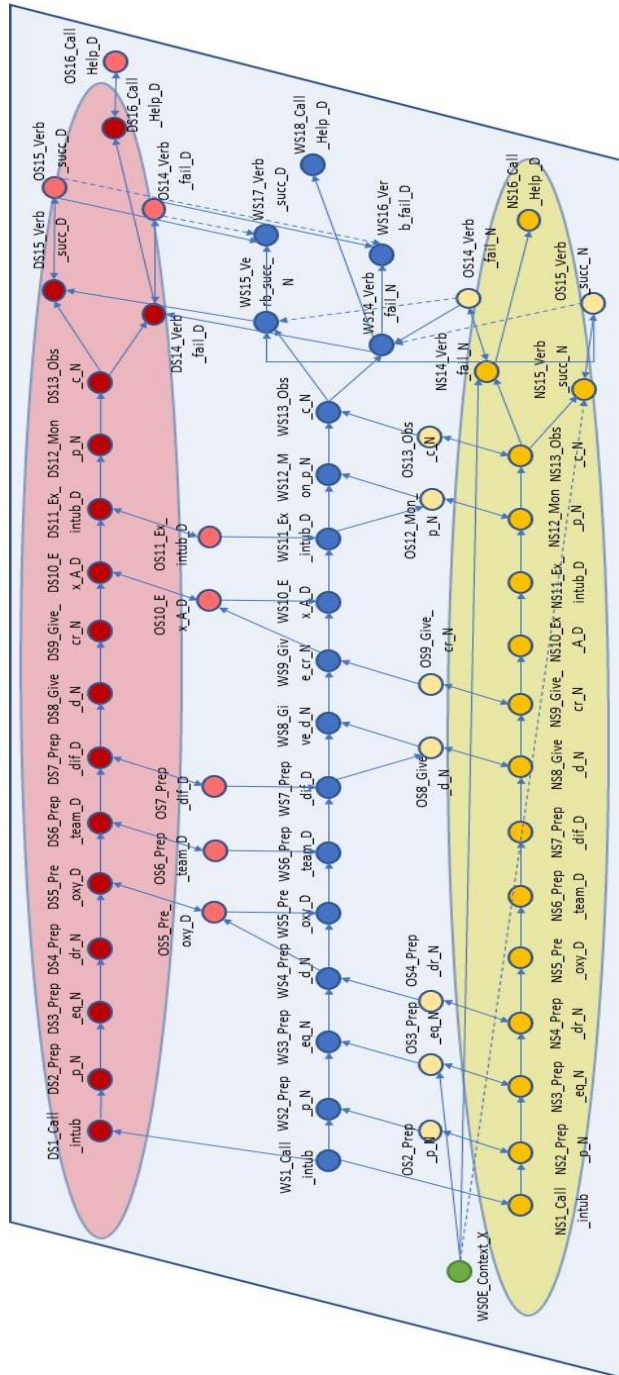 DS1_Call
_intub
DS2_Prep
_p_N
DS3_Prep
_eq_N
DS4_Prep
_dr_N
DS5_Pre
_oxy_D
DS6_Prep
_team_D
DS7_Prep
_dif_D
DS8_Give
_d_N
DS9_Give_
cr_N
DS10_E
x_A_D
DS11_Ex_
intub_D
DS12_Mon
_p_N
DS13_Obs
_c_N
DS15_Verb
_succ_D
DS14_Verb
_fail_D
OS15_Verb
_succ_D
OS14_Verb
_fail_D
DS16_Call
_Help_D
OS16_Call
Help_D
OS5_Pre_
oxy_D
OS6_Prep
_team_D
OS7_Prep
_dif_D
OS10_E
x_A_D
OS11_Ex_
intub_D
WS1_Call
_intub
WS2_Prep
_p_N
WS3_Prep
_eq_N
WS4_Prep
_d_N
WS5_Pre
_oxy_D
WS6_Prep
_team_D
WS7_Prep
_dif_D
WS8_Gi
ve_d_N
WS9_Giv
e_cr_N
WS10_E
x_A_D
WS11_Ex
_intub_D
WS12_M
on_p_N
WS13_Obs
_c_N
WS15_Ve
rb_succ_
N
WS14_Verb
_fail_N
WS17_Verb
_succ_D
WS16_Ver
b_fail_D
WS18_Call
_Help_D
WS0E_Context_X
OS2_Prep
_p_N
OS3_Prep
_eq_N
OS4_Prep
_dr_N
OS8_Give_
d_N
OS9_Give_
cr_N
OS12_Mon_
p_N
OS13_Obs
_c_N
OS14_Verb
_fail_N
OS15_Verb
_succ_N
NS1_Call
_intub
NS2_Prep
_p_N
NS3_Prep
_eq_N
NS4_Prep
_dr_N
NS5_Pre
_oxy_D
NS6_Prep
_team_D
NS7_Prep
_dif_D
NS8_Give
_d_N
NS9_Give_
cr_N
NS10_Ex
_A_D
NS11_Ex_
intub_D
NS12_Mon
_p_N
NS13_Obs
_c_N
NS14_Verb
_fail_N
NS15_Verb
_succ_N
NS16_Call
_Help_D